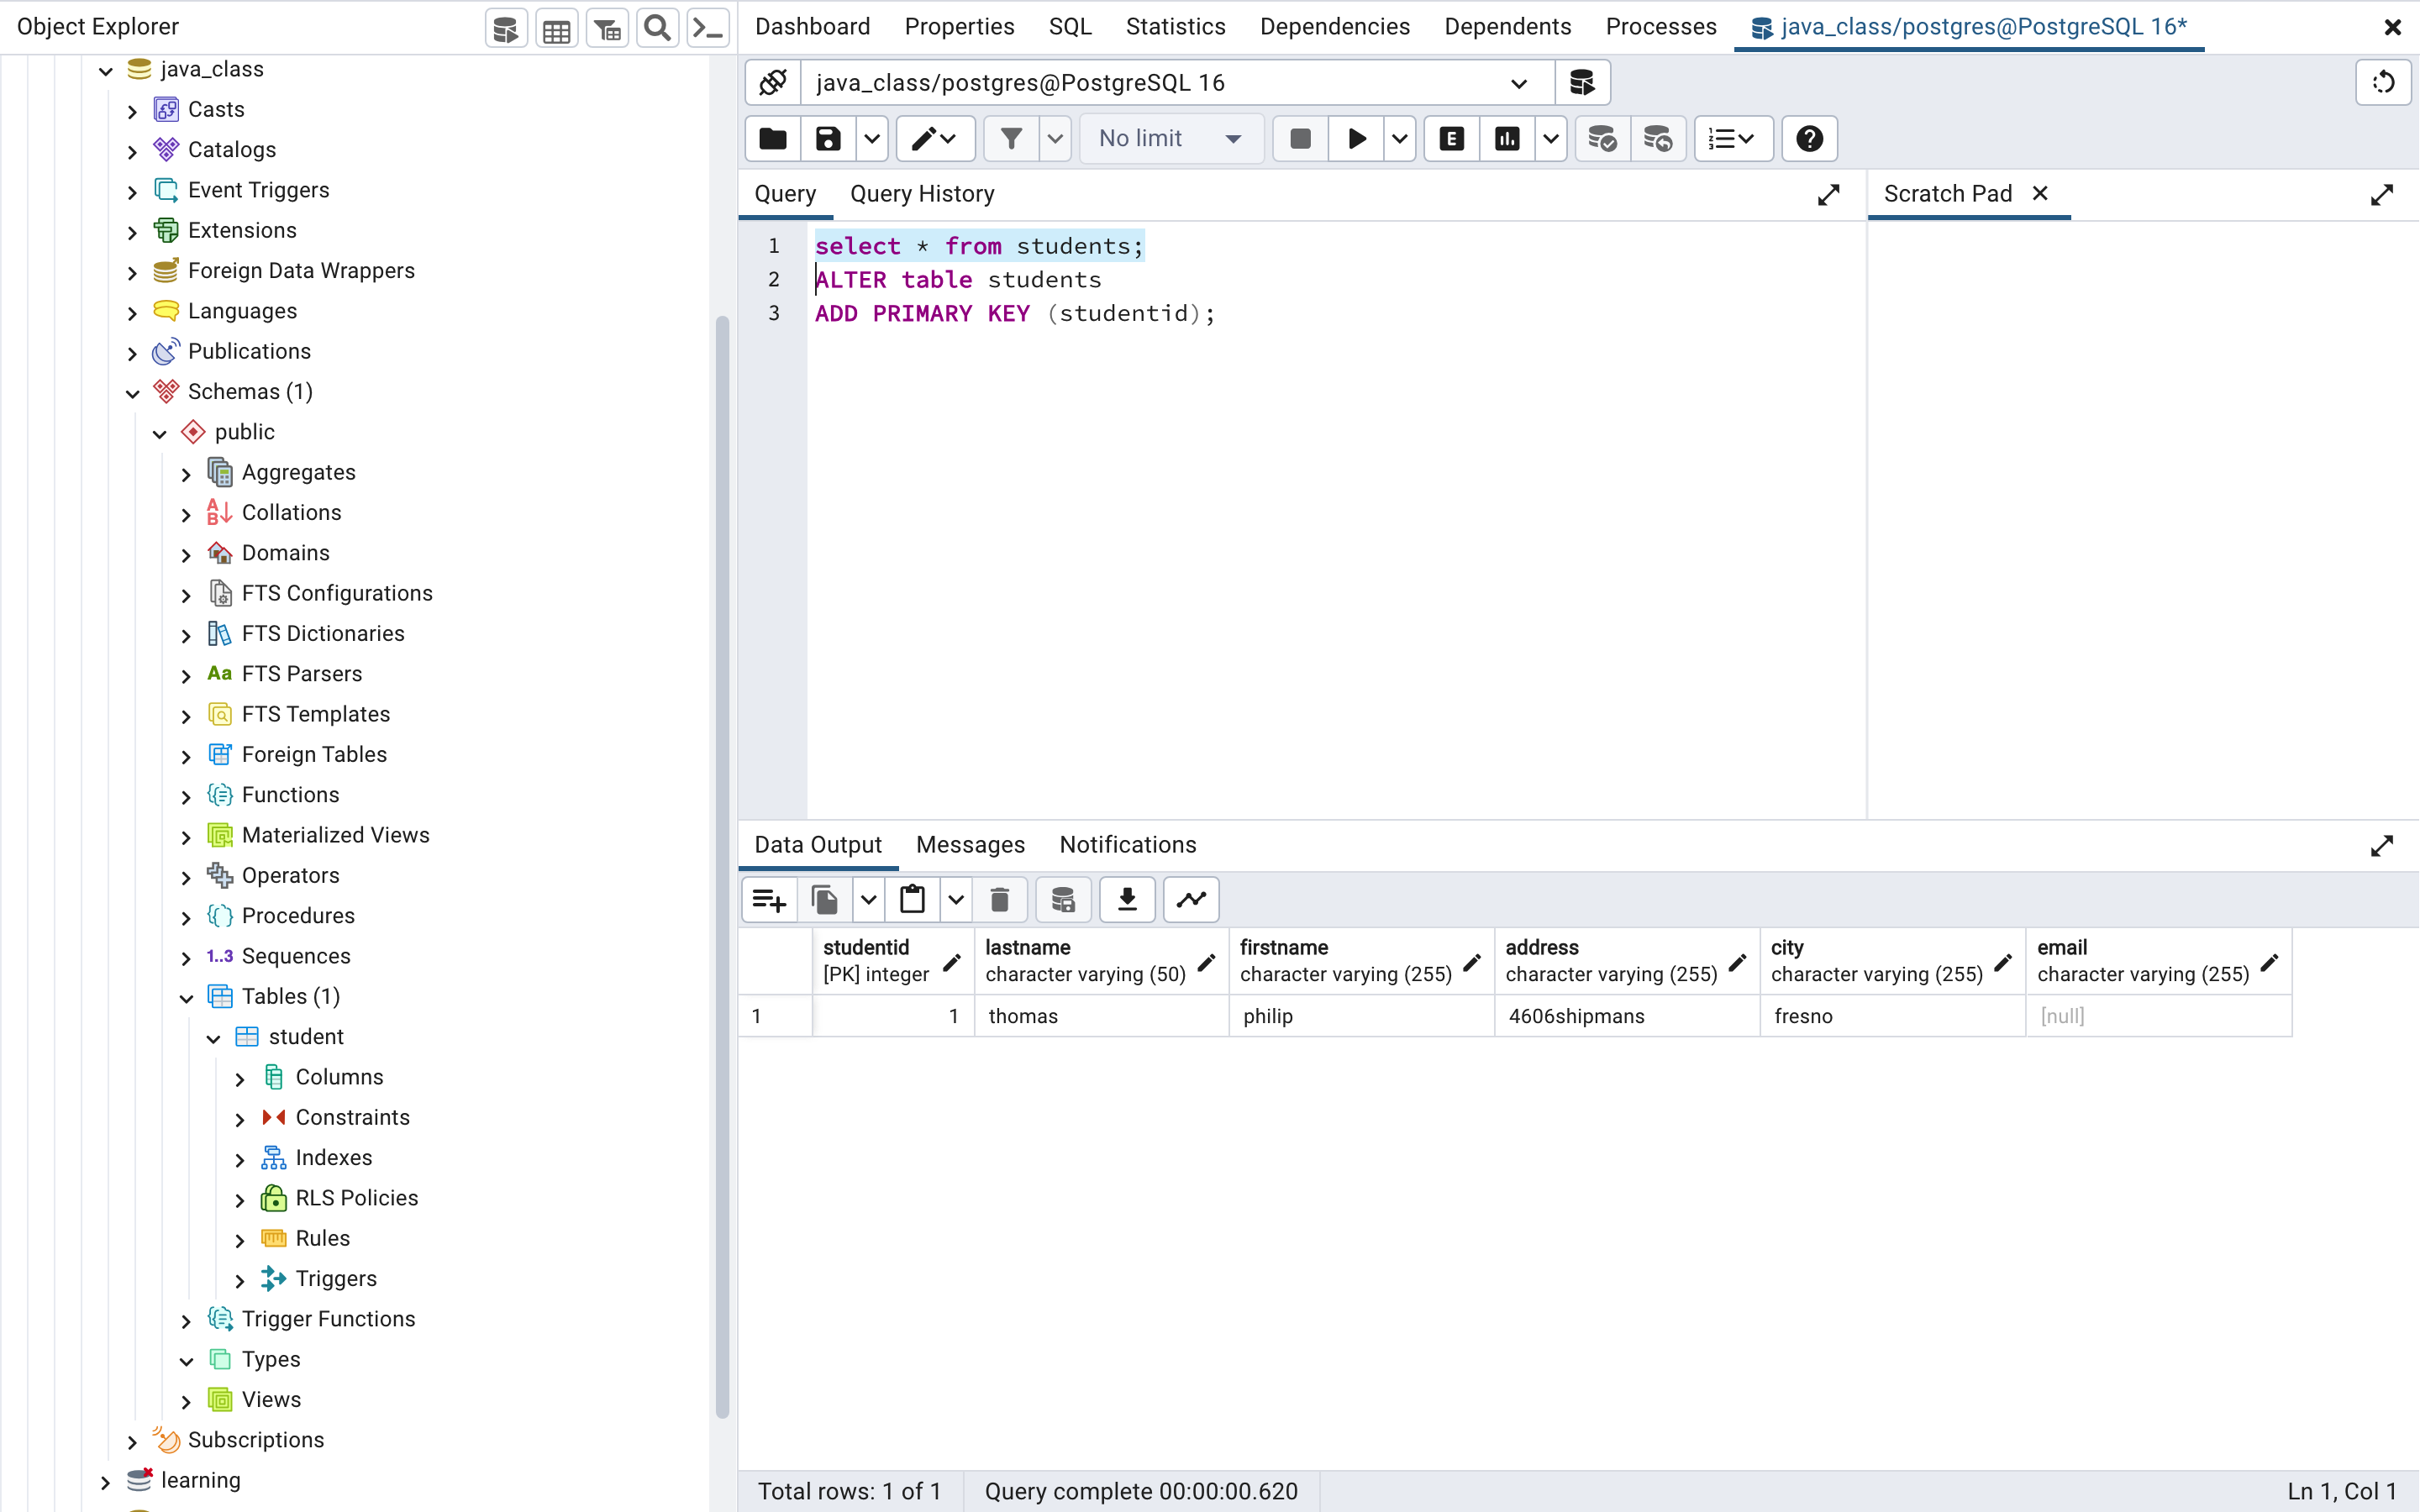 Object Explorer
java_class
Casts
Catalogs
Event Triggers
Extensions
Foreign Data Wrappers
Languages
Publications
Schemas (1)
public
Aggregates
Collations
Domains
FTS Configurations
FTS Dictionaries
Aa FTS Parsers
FTS Templates
Foreign Tables
Functions
Materialized Views
Operators
Procedures
1..3 Sequences
Tables (1)
student
Columns
Constraints
Indexes
RLS Policies
Rules
Triggers
Trigger Functions
Types
Views
Subscriptions
learning
Dashboard Properties SQL Statistics Dependencies Dependents Processes java_class/postgres@PostgreSQL 16*
java_class/postgres@PostgreSQL 16
No limit E
Query Query History Scratch Pad
1 select * from students;
2 ALTER table students
3 ADD PRIMARY KEY (studentid);
Data Output Messages Notifications
studentid lastname firstname address city email
[PK] integer character varying (50) character varying (255) character varying (255) character varying (255) character varying (255)
1 1 thomas philip 4606shipmans fresno [null]
Total rows: 1 of 1 Query complete 00:00:00.620 Ln 1, Col 1